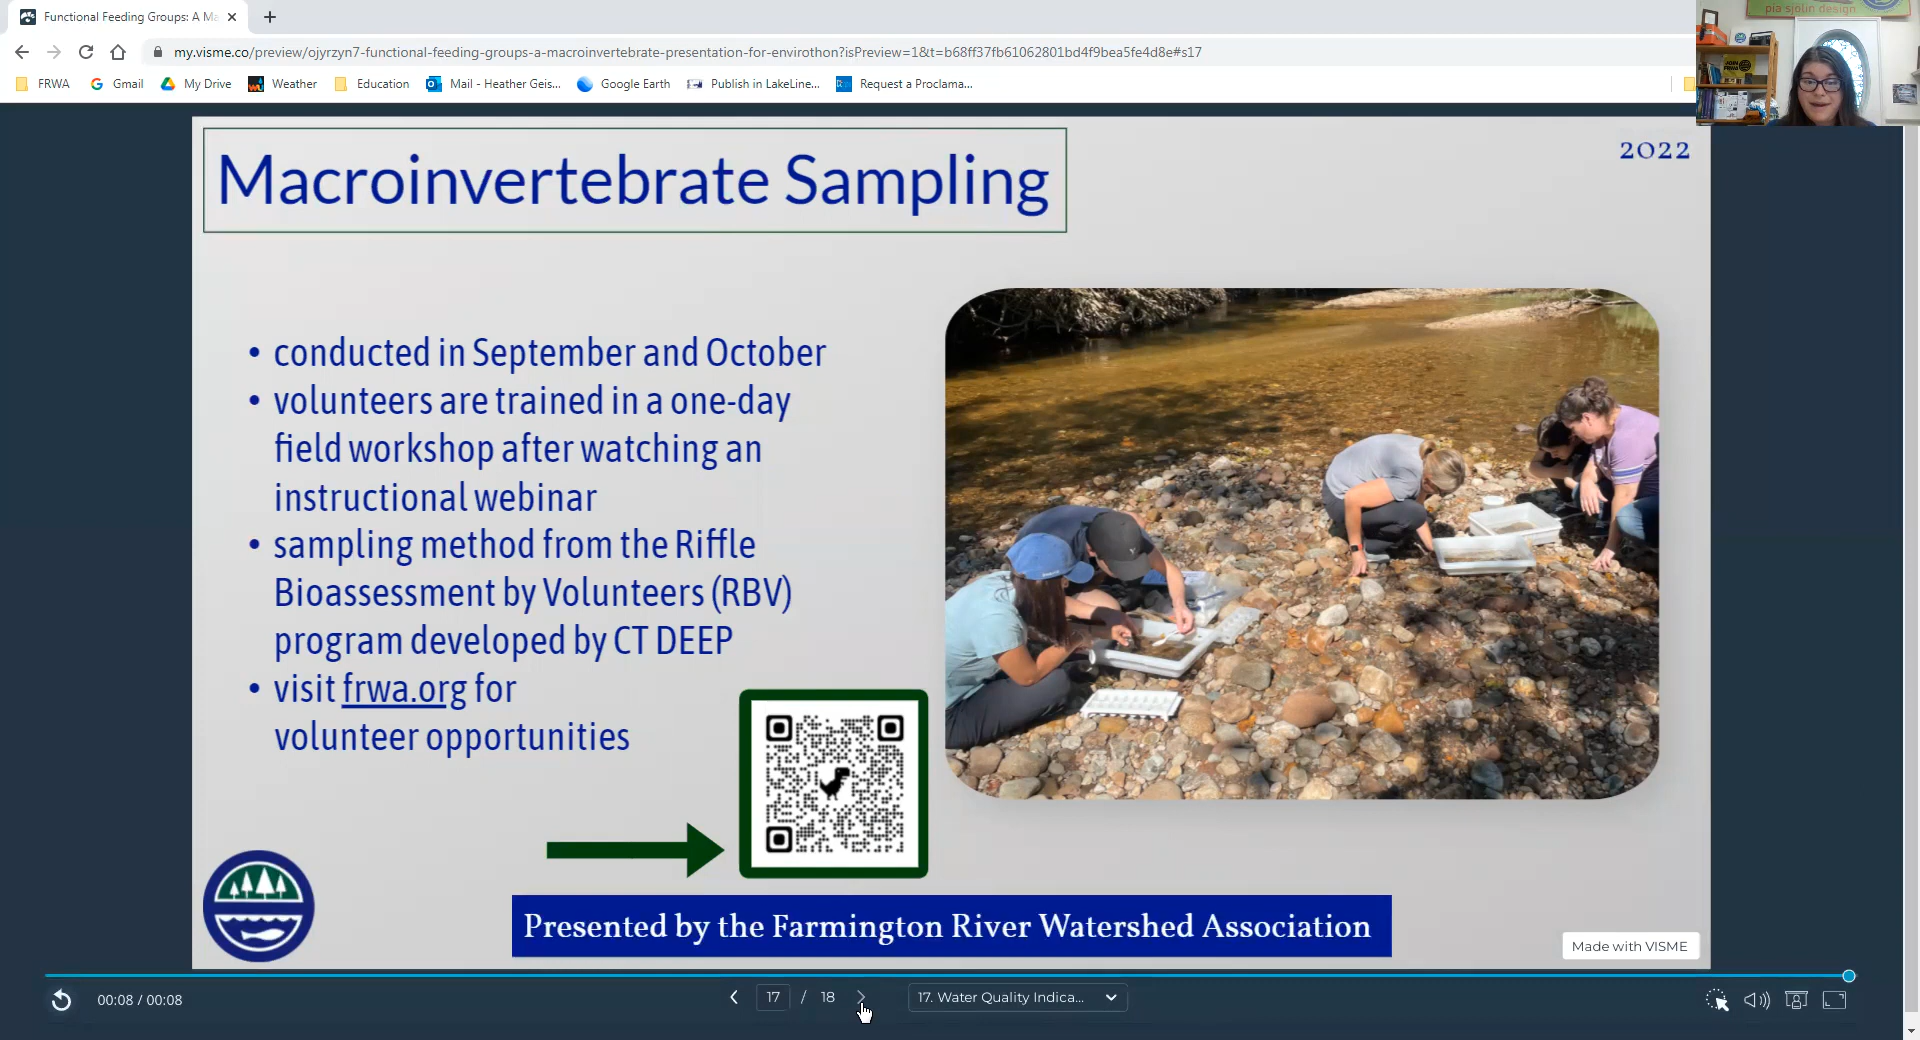 Functional Feeding Groups: A Ma
my.visme.co/preview/ojyrzyn7-functional-feeding-groups-a-macroinvertebrate-presentation-for-envirothon?isPreview=1&t=b68ff37fb61062801bd4f9bea5fe4d8e#s17
FRWA Gmail My Drive Weather Education Mail - Heather Geis... Google Earth Publish in LakeLine... Request a Proclama...
pia sjolin design
2022
Macroinvertebrate Sampling
• conducted in September and October
• volunteers are trained in a one-day
field workshop after watching an
instructional webinar
• sampling method from the Riffle
Bioassessment by Volunteers (RBV)
program developed by CT DEEP
• visit frwa.org for
volunteer opportunities
Presented by the Farmington River Watershed Association
Made with VISME
00:08 / 00:08
17 / 18
17. Water Quality Indica...